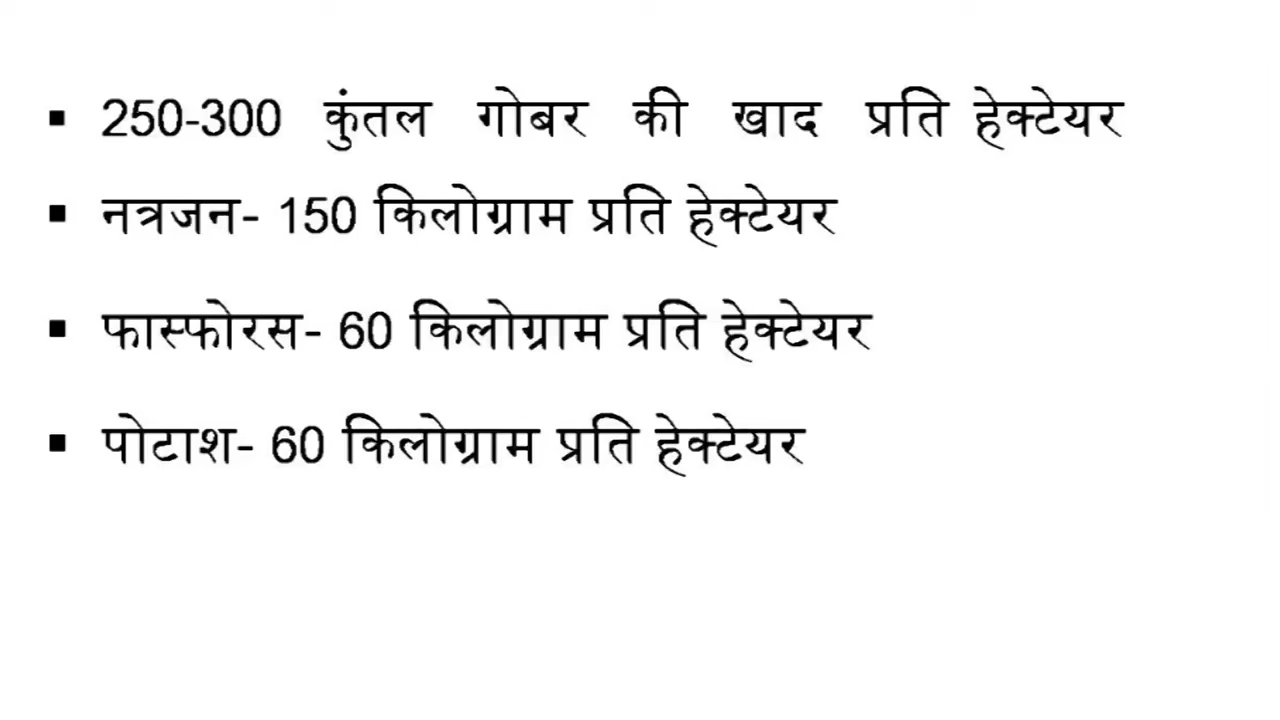 ▪ 250-300 कुंतल गोबर की खाद प्रति हेक्टेयर
▪ नत्रजन- 150 किलोग्राम प्रति हेक्टेयर
▪ फास्फोरस- 60 किलोग्राम प्रति हेक्टेयर
▪ पोटाश- 60 किलोग्राम प्रति हेक्टेयर